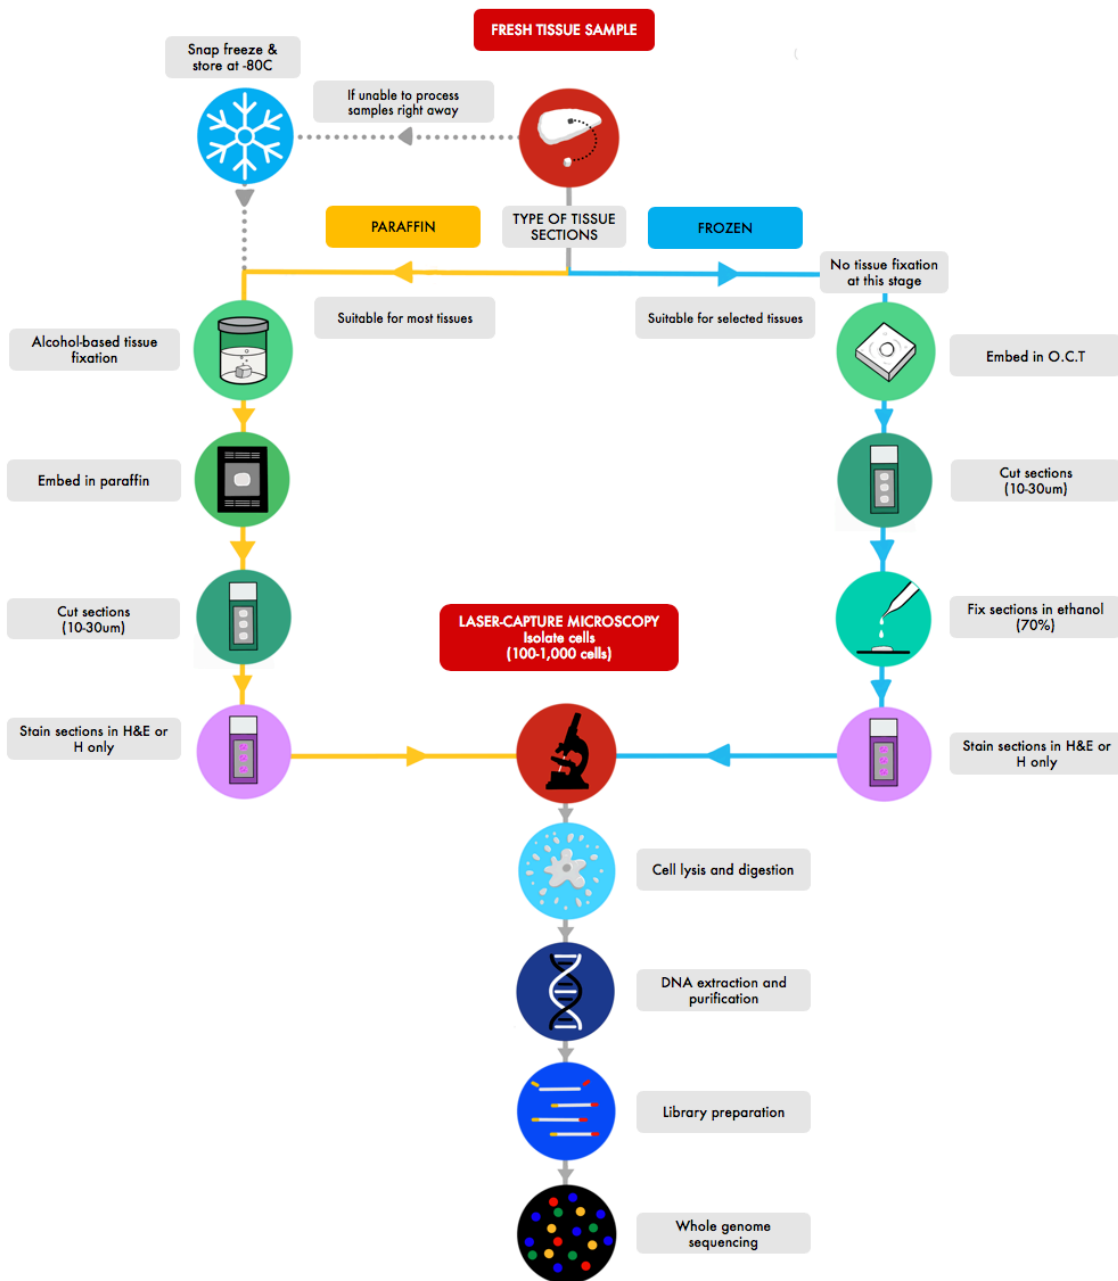 FRESH TISSUE SAMPLE
Snap freeze &
store at -80C
If unable to process
samples right away
PARAFFIN
TYPE OF TISSUE
SECTIONS
FROZEN
No tissue fixation
at this stage
Suitable for most tissues
Suitable for selected tissues
Alcohol-based tissue
fixation
Embed in O.C.T
Embed in paraffin
Cut sections
(10-30um)
Cut sections
(10-30um)
LASER-CAPTURE MICROSCOPY
Isolate cells
(100-1,000 cells)
Fix sections in ethanol
(70%)
Stain sections in H&E or
H only
Stain sections in H&E or
H only
Cell lysis and digestion
DNA extraction and
purification
Library preparation
Whole genome
sequencing